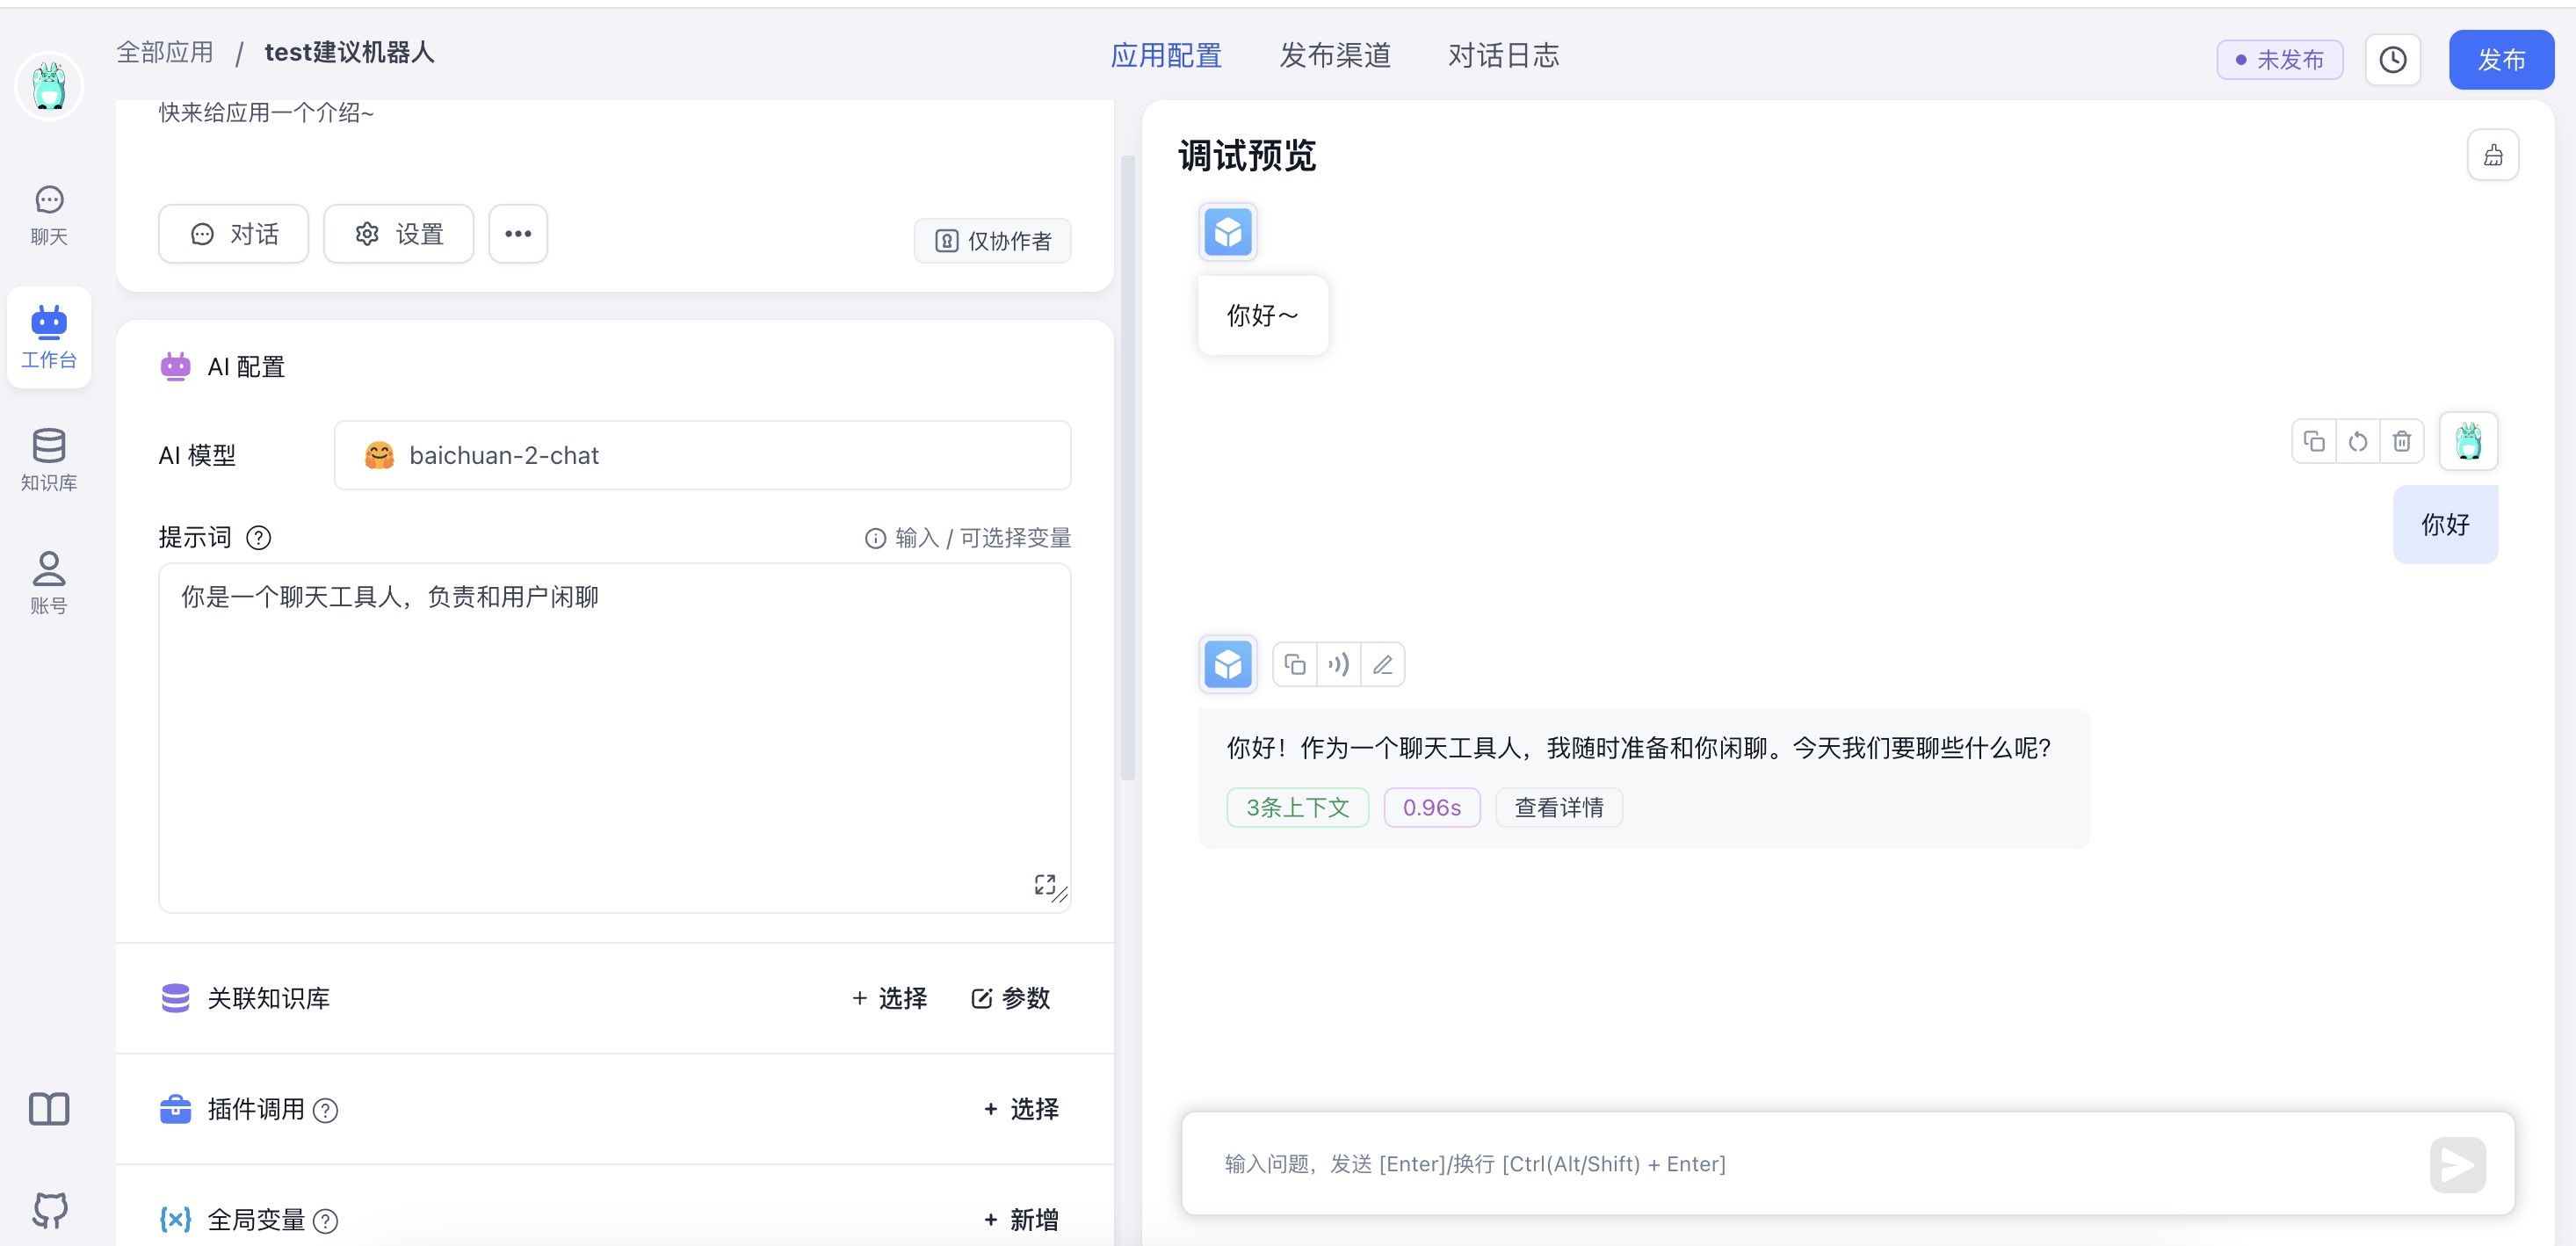 全部应用 / test建议机器人
应用配置
发布渠道
对话日志
未发布
发布
聊天
工作台
知识库
账号
快来给应用一个介绍~
对话
设置
仅协作者
AI 配置
AI 模型
baichuan-2-chat
提示词
输入 / 可选择变量
你是一个聊天工具人，负责和用户闲聊
关联知识库
+ 选择
参数
插件调用
+ 选择
全局变量
+ 新增
调试预览
你好～
你好
你好！作为一个聊天工具人，我随时准备和你闲聊。今天我们要聊些什么呢？
3条上下文
0.96s
查看详情
输入问题，发送 [Enter]/换行 [Ctrl(Alt/Shift) + Enter]